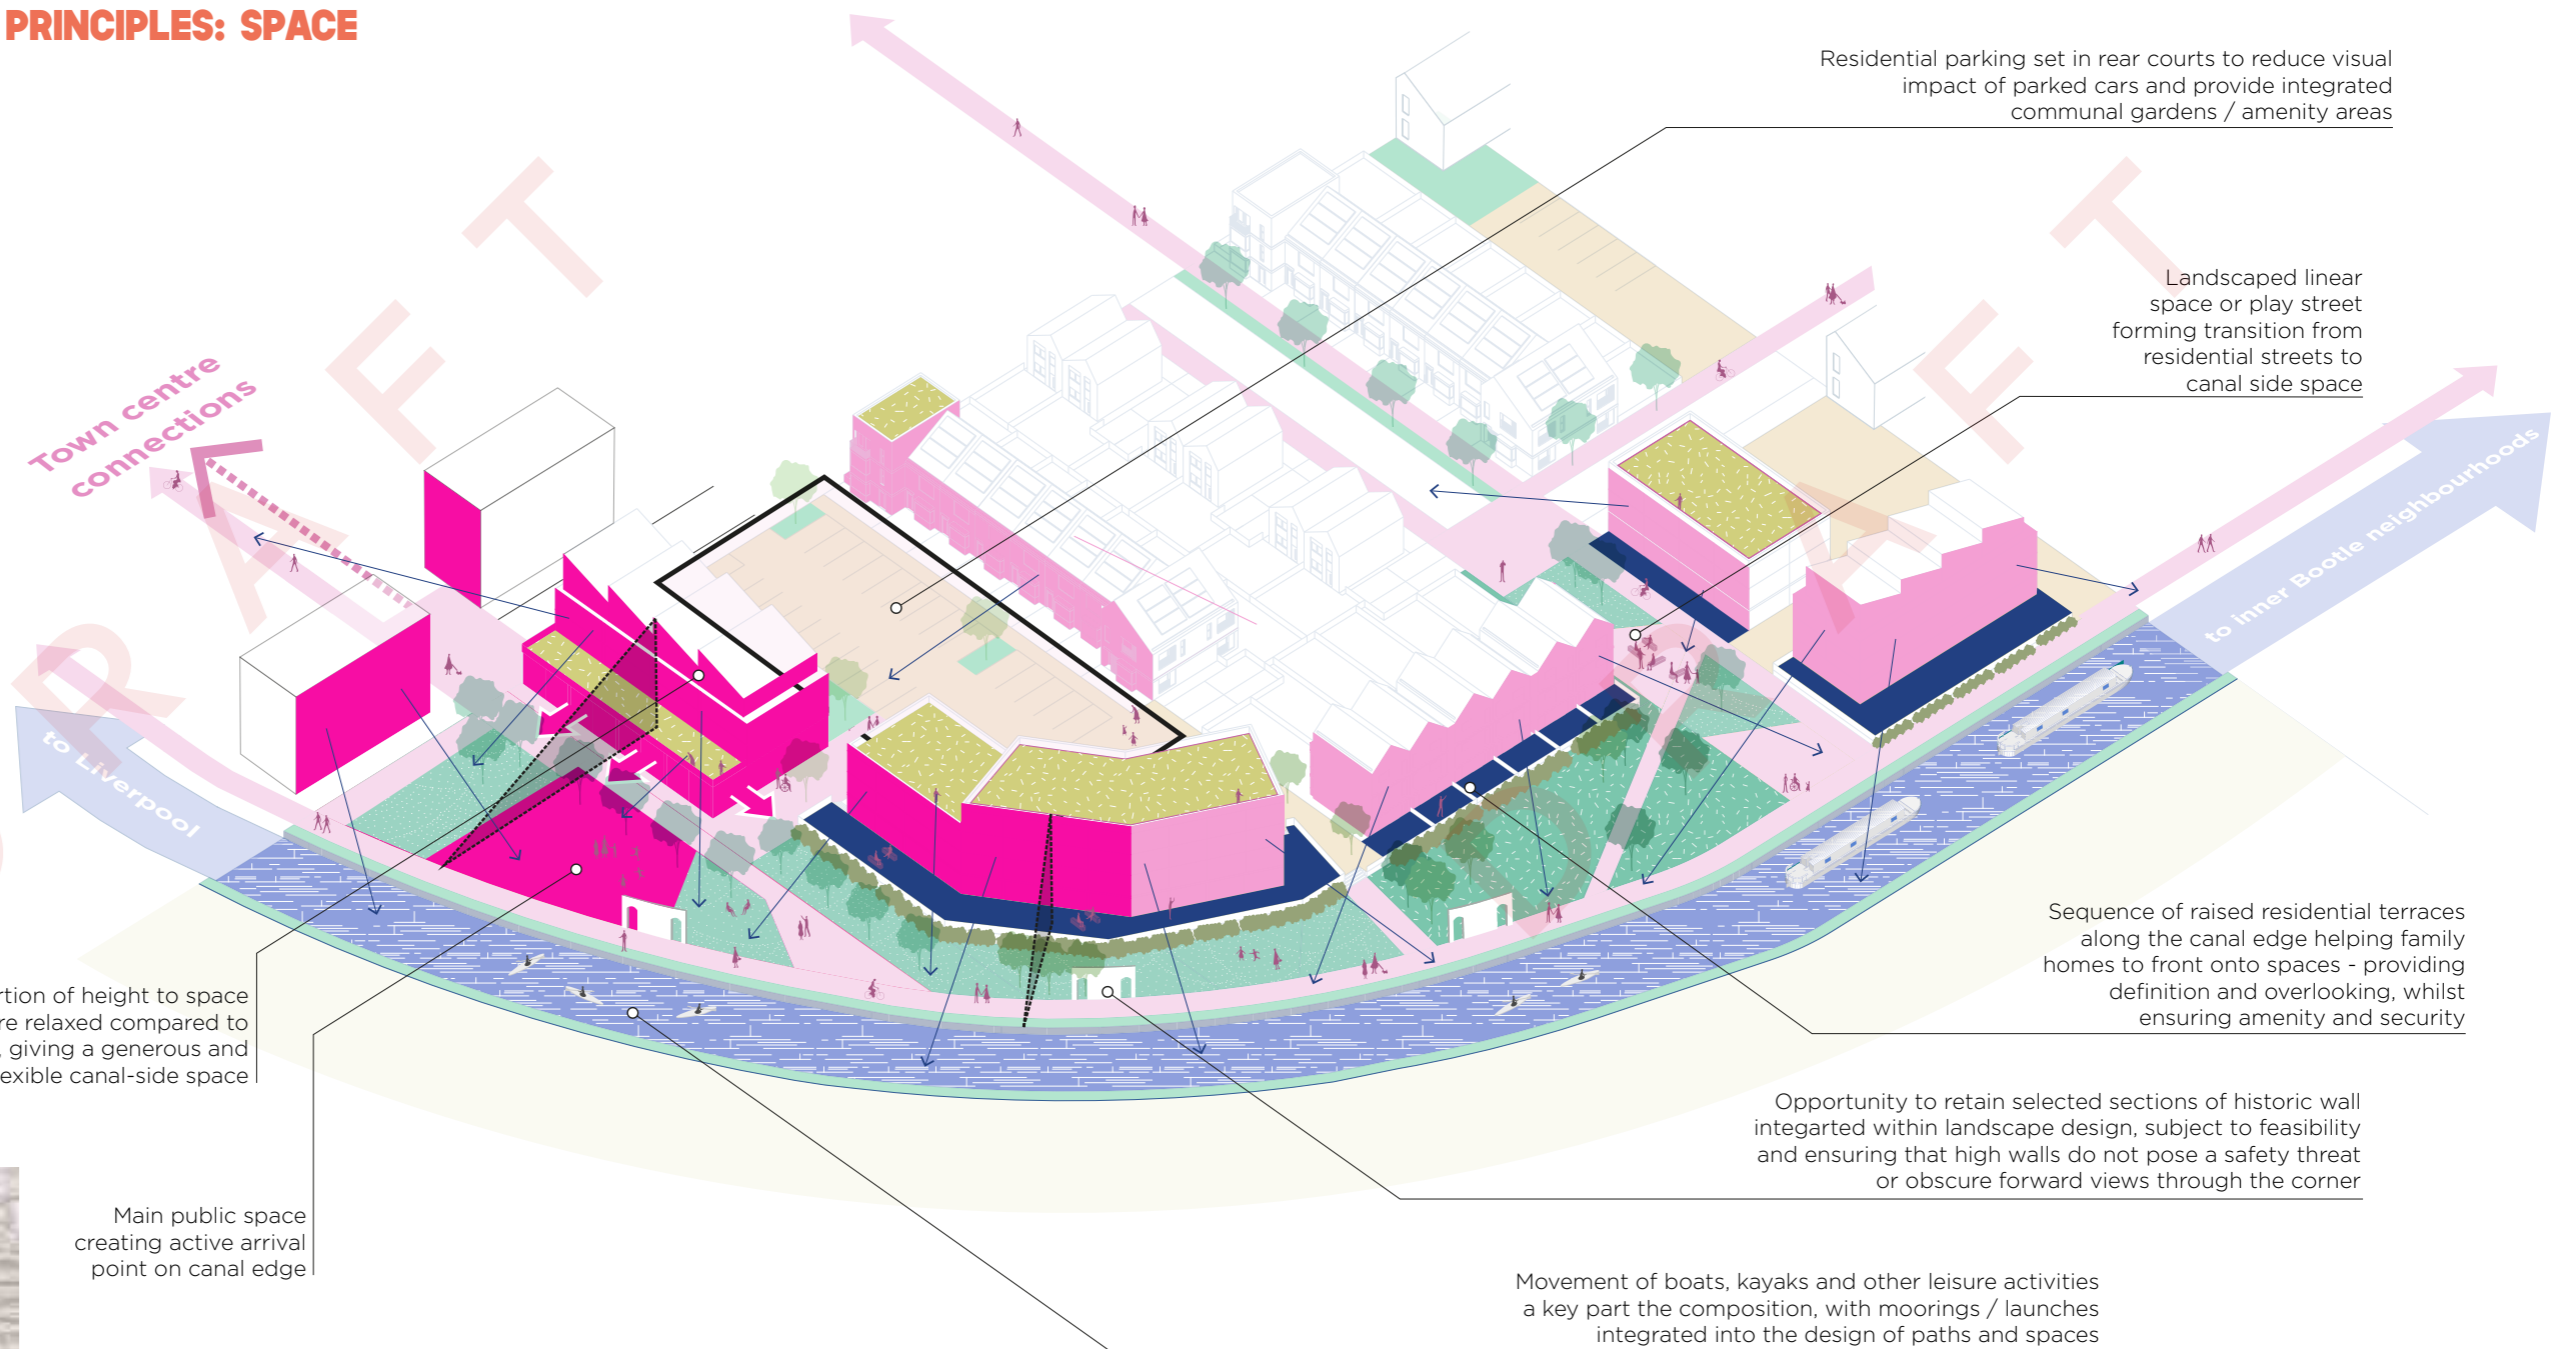 PRINCIPLES: SPACE
Residential parking set in rear courts to reduce visual
impact of parked cars and provide integrated
communal gardens / amenity areas
Landscaped linear
space or play street
forming transition from
residential streets to
canal side space
Town centre
connections
to Liverpool
to inner Bootle neighbourhoods
of height to space
relaxed compared to
giving a generous and
canal-side space
Main public space
creating active arrival
point on canal edge
Sequence of raised residential terraces
along the canal edge helping family
homes to front onto spaces - providing
definition and overlooking, whilst
ensuring amenity and security
Opportunity to retain selected sections of historic wall
integarted within landscape design, subject to feasibility
and ensuring that high walls do not pose a safety threat
or obscure forward views through the corner
Movement of boats, kayaks and other leisure activities
a key part the composition, with moorings / launches
integrated into the design of paths and spaces
RAFT
AFT